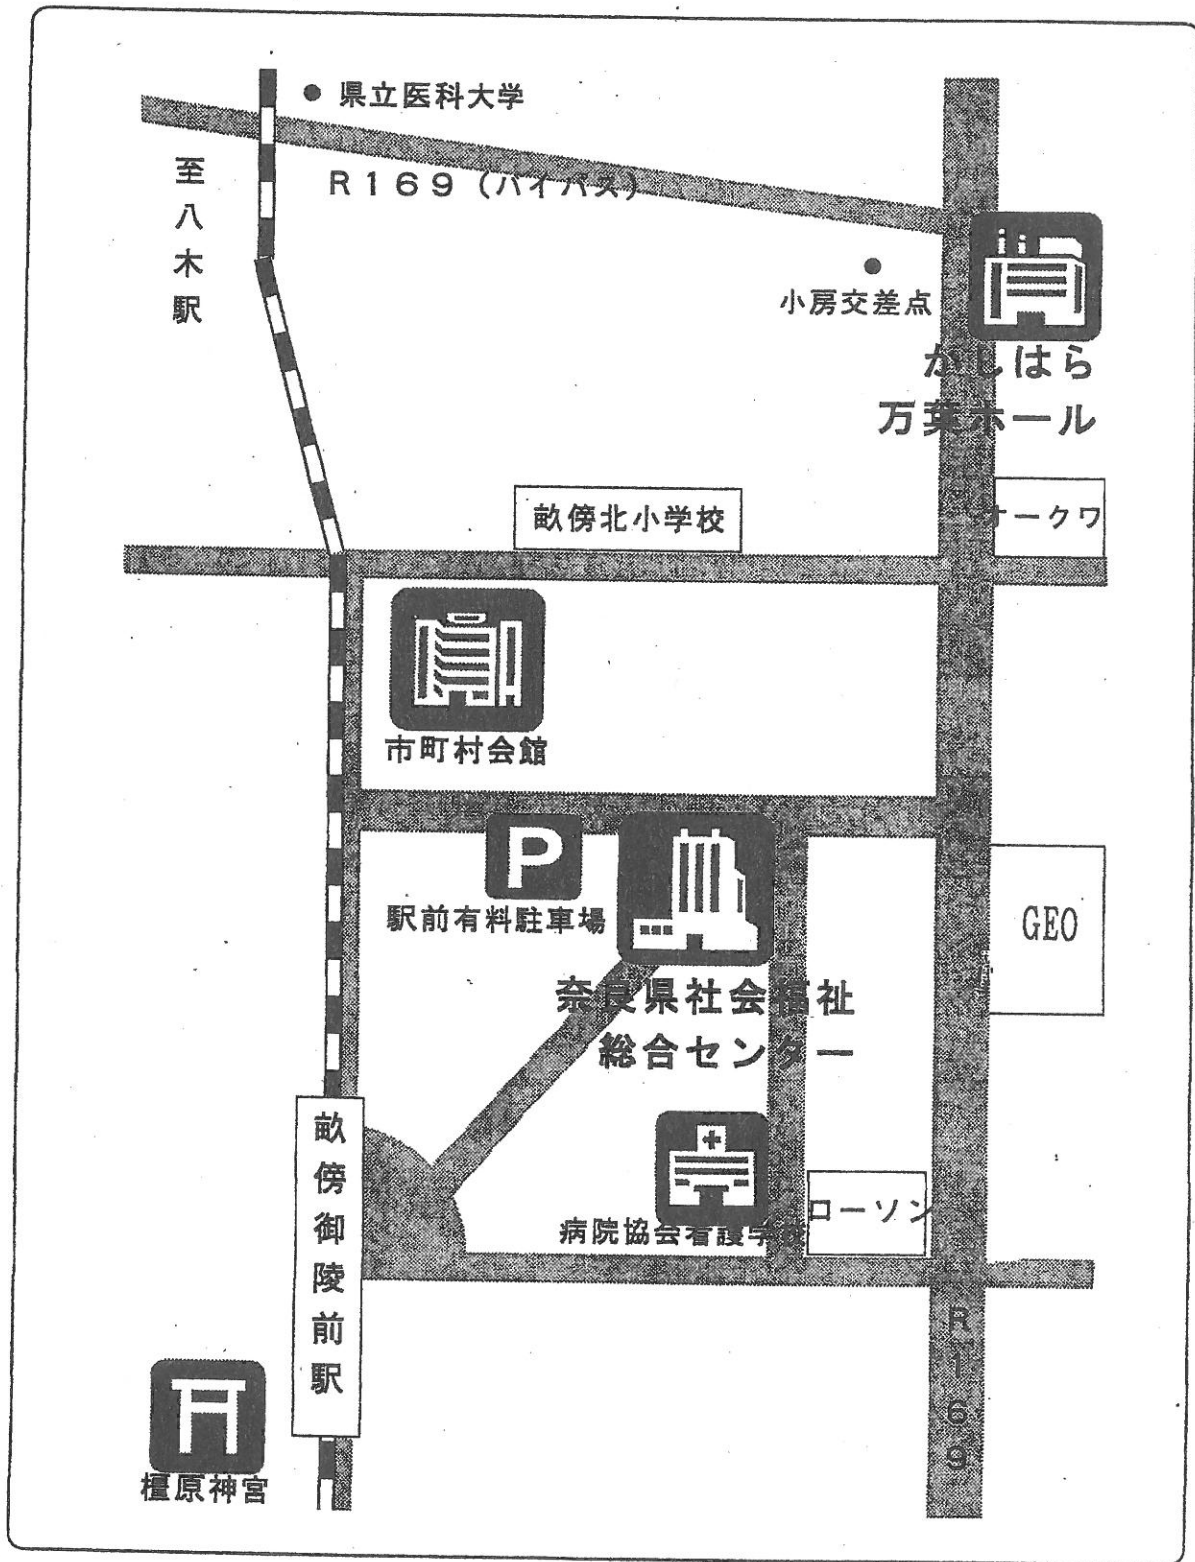 県立医科大学
至八木駅
R169(バイパス)
小房交差点
かしはら
万葉ホール
畝傍北小学校
オークワ
市町村会館
P
駅前有料駐車場
GEO
奈良県社会福祉
総合センター
畝傍御陵前駅
病院協会看護学校
ローソン
R169
橿原神宮